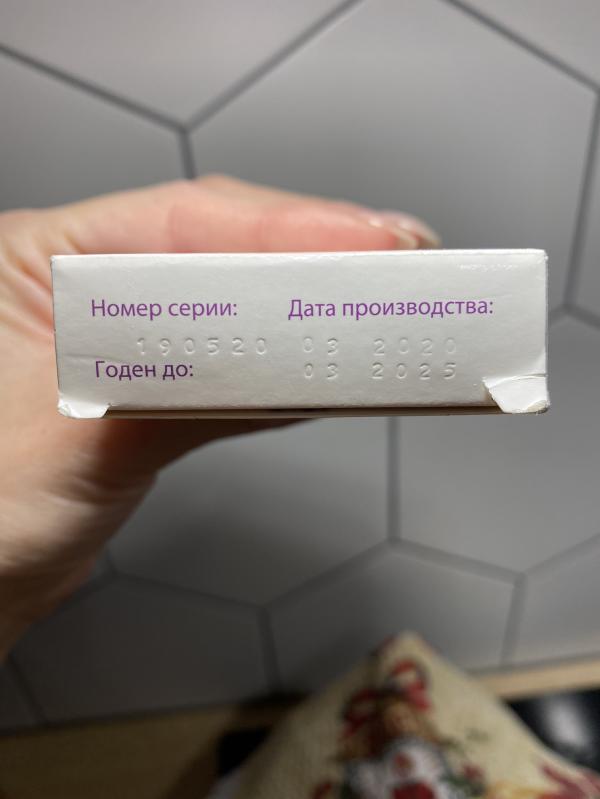 Номер серии: Дата производства:
190520 03 2020
Годен до: 03 2025